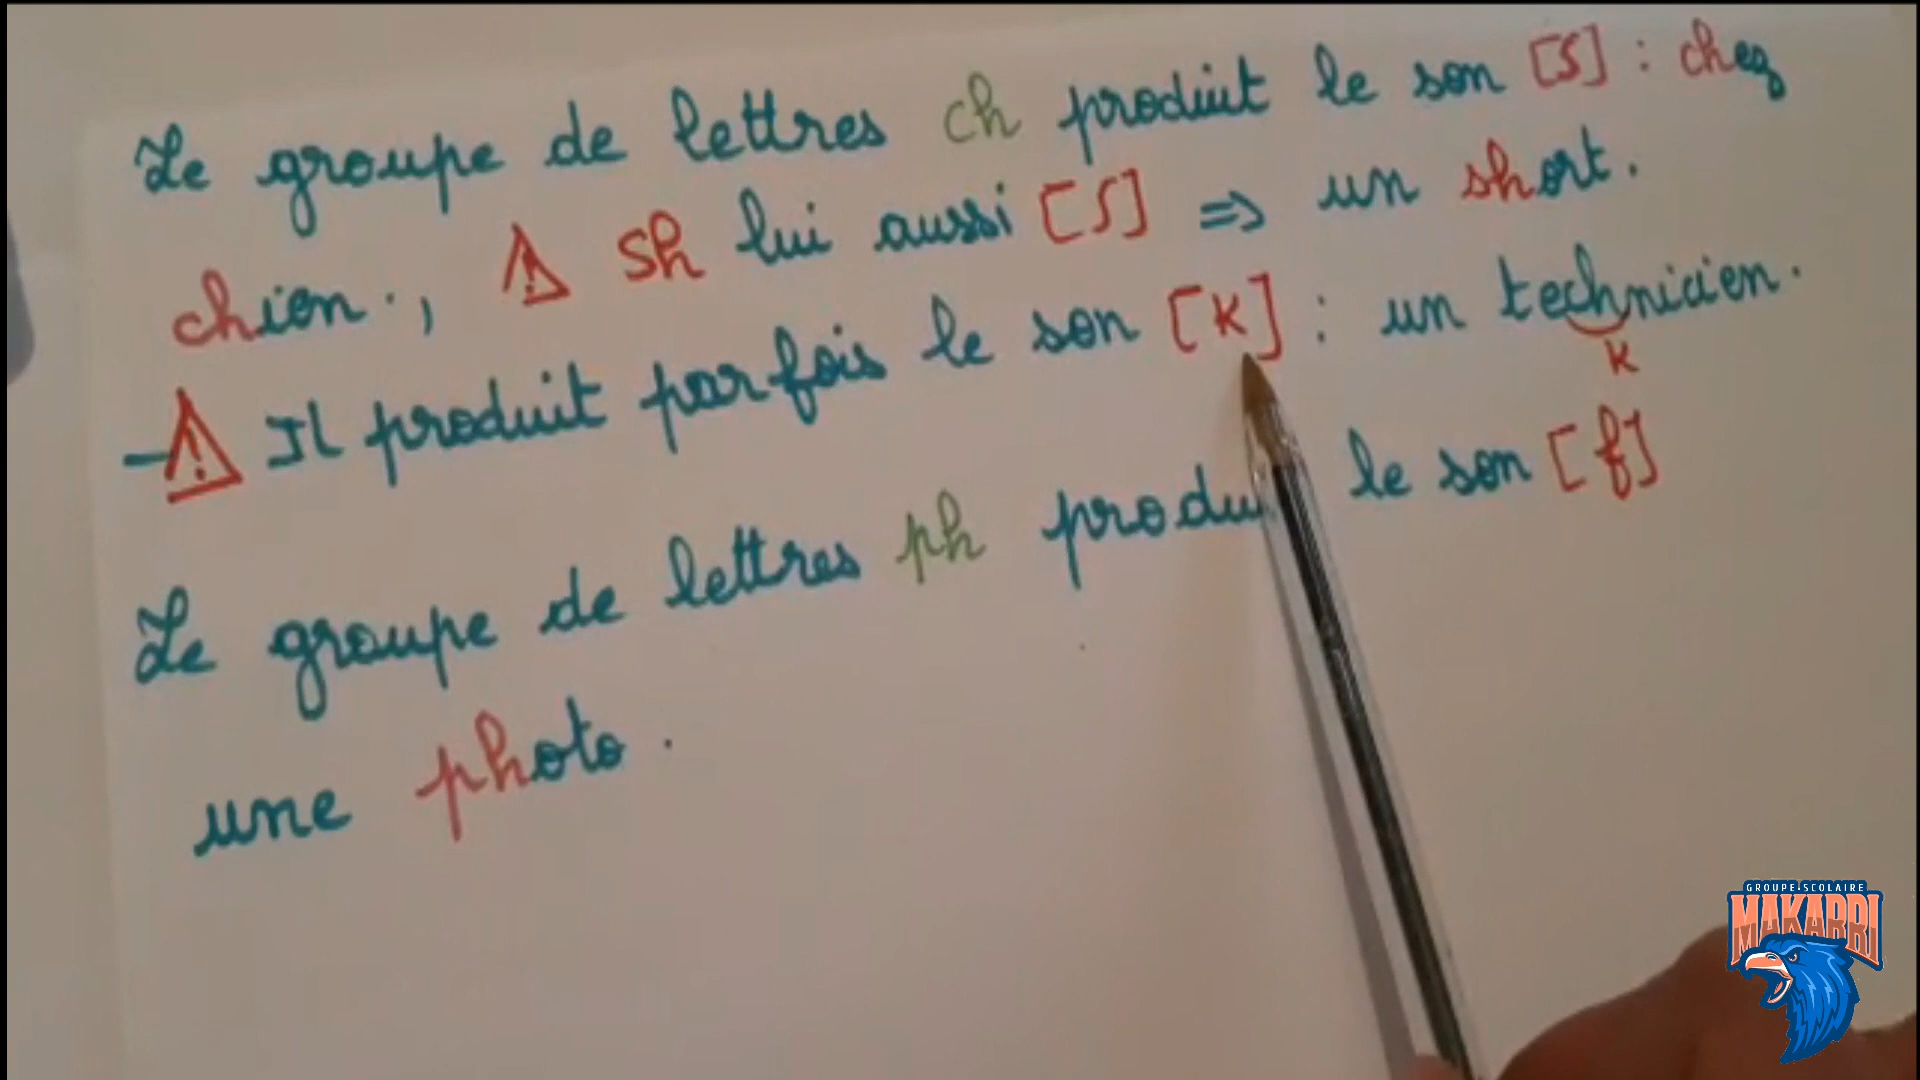 Le groupe de lettres ch produit le son [ʃ] : chez
chien., ⚠ Sh lui aussi [ʃ] => un short.
-⚠ Il produit parfois le son [K] : un technicien.
K
Le groupe de lettres ph produi le son [f]
une photo.
GROUPE SCOLAIRE
MAKARRI